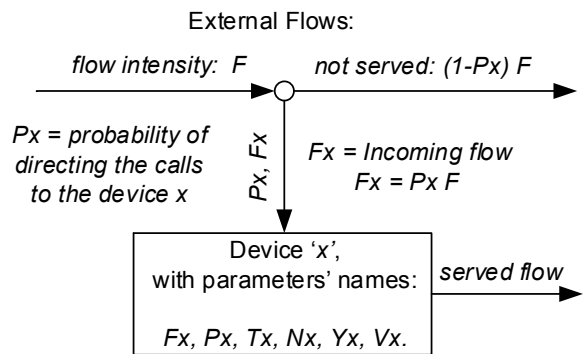 External Flows:
flow intensity: F
not served: (1-Px) F
Px = probability of
directing the calls
to the device x
Px, Fx
Fx = Incoming flow
Fx = Px F
Device ‘x’,
with parameters’ names:
served flow
Fx, Px, Tx, Nx, Yx, Vx.